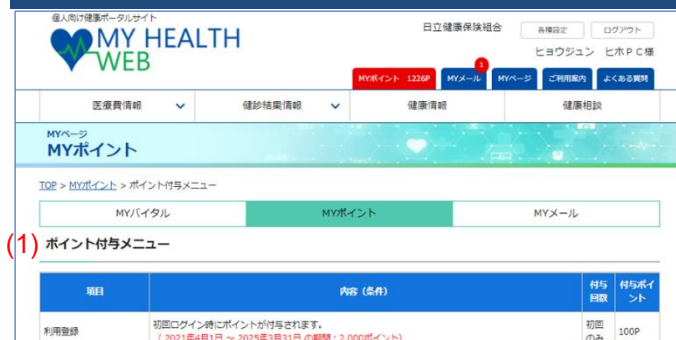 個人向け健康ポータルサイト
MY HEALTH
WEB
日立健康保険組合
各種設定
ログアウト
ヒヨウジュン ヒホPC様
MYポイント 1226P
MYメール
1
MYページ
ご利用案内
よくある質問
医療費情報
健診結果情報
健康情報
健康相談
MYページ
MYポイント
TOP > MYポイント > ポイント付与メニュー
MYバイタル
MYポイント
MYメール
(1)
ポイント付与メニュー
項目
内容(条件)
付与
回数
付与ポイ
ント
利用登録
初回ログイン時にポイントが付与されます。
(2021年4月1日 ~ 2025年3月31日 の期間:2,000ポイント)
初回
のみ
100P